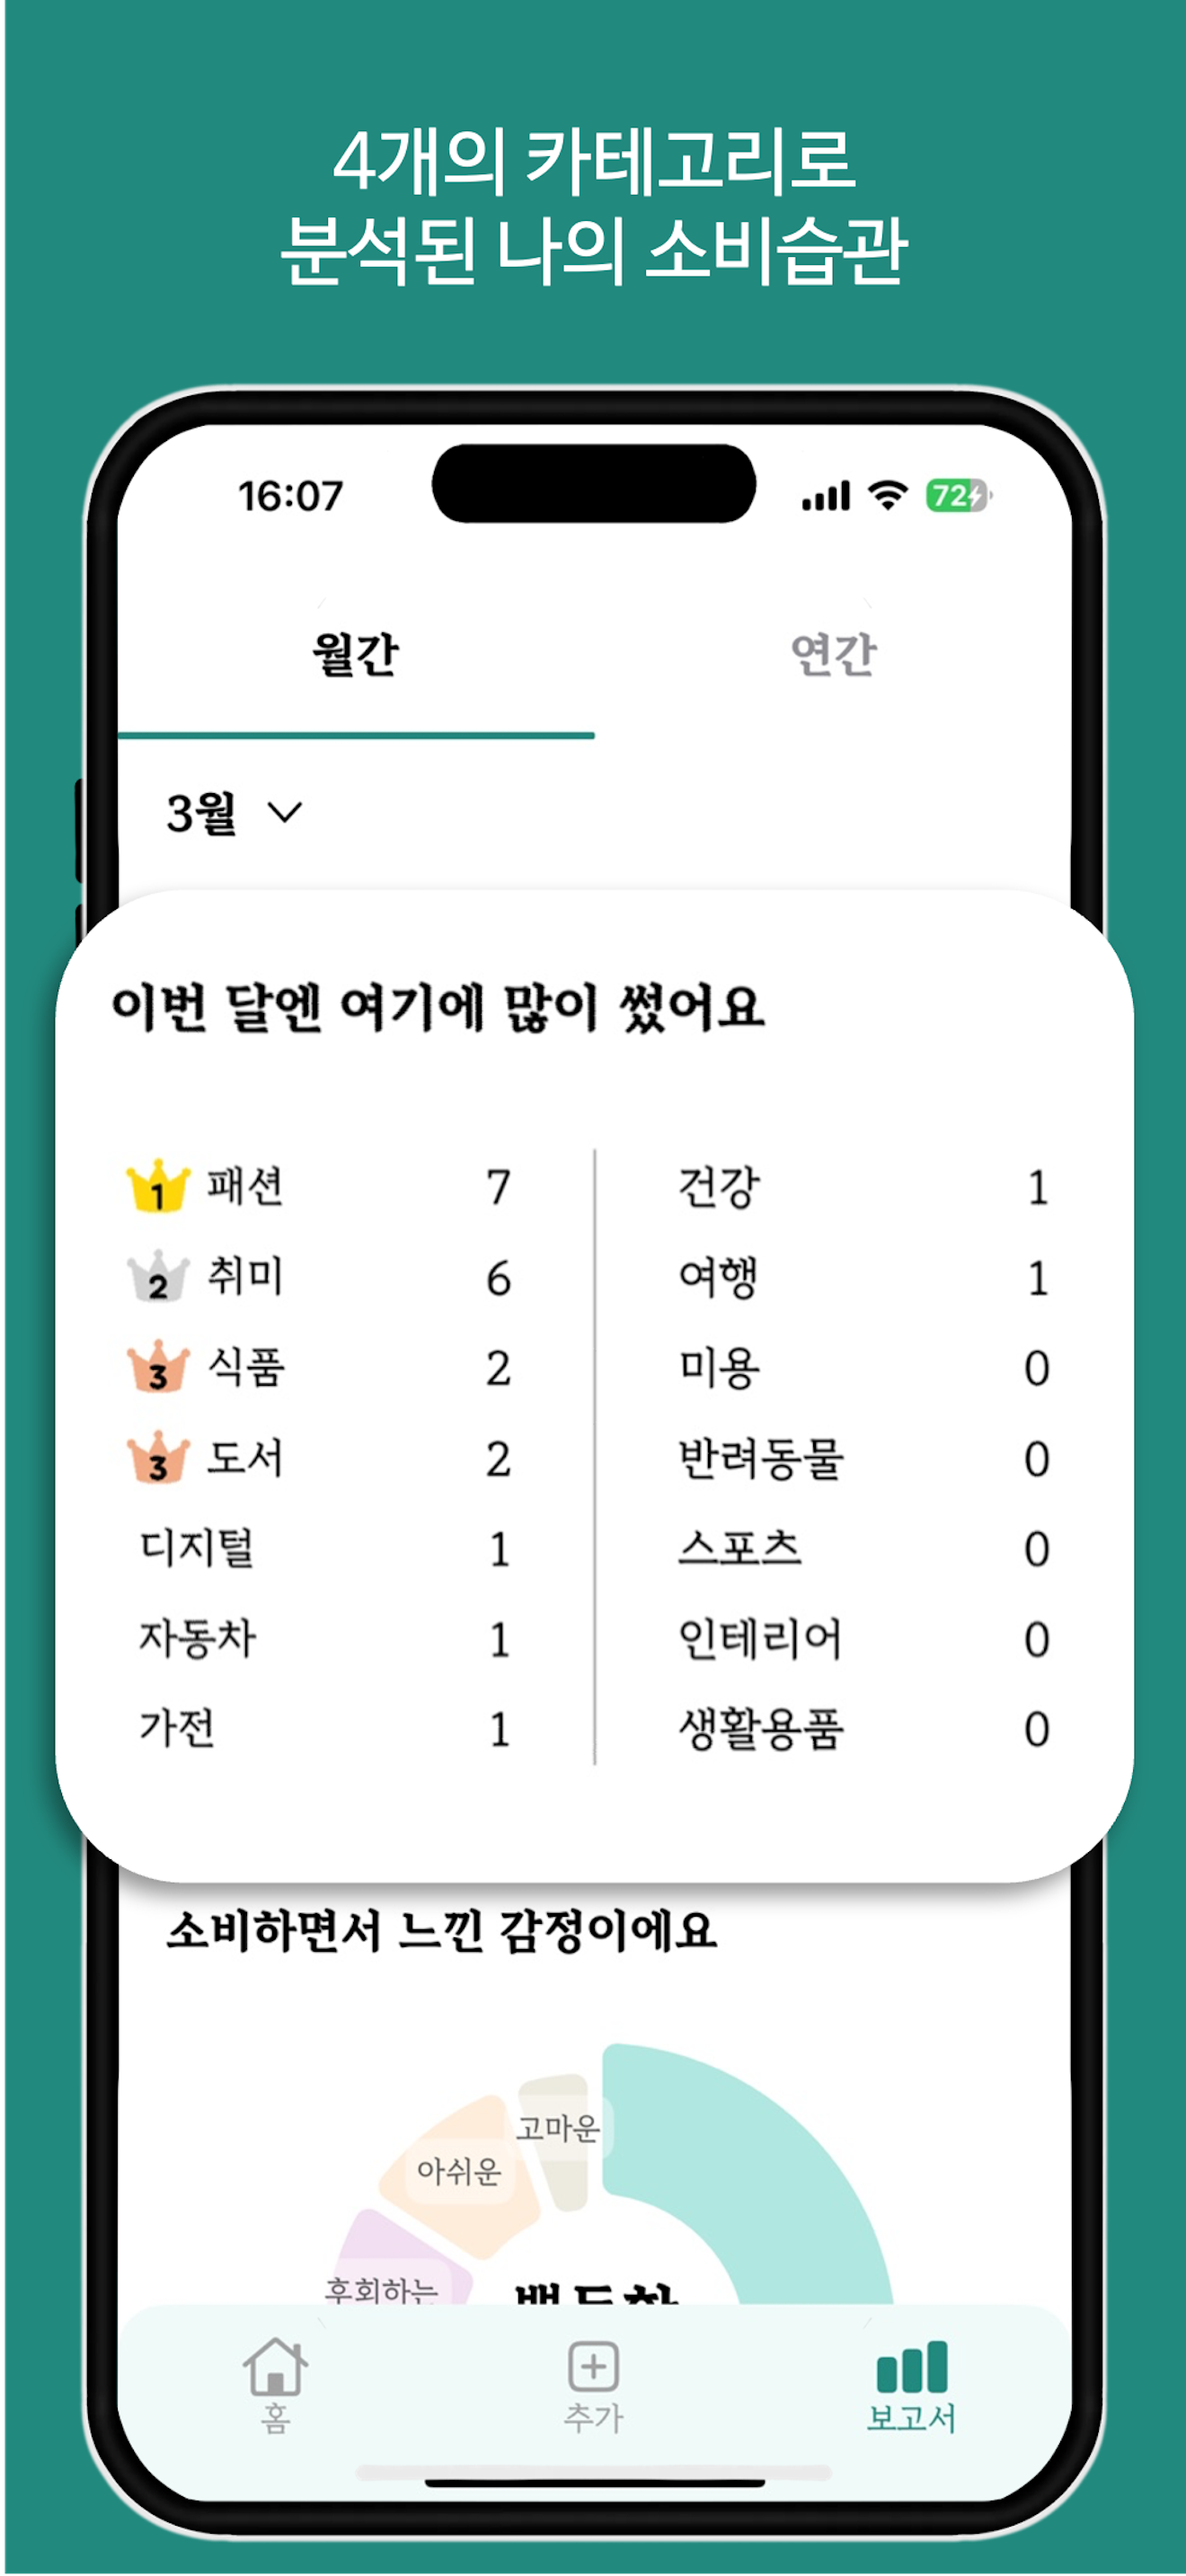 4개의 카테고리로
분석된 나의 소비습관
16:07
72
월간 연간
3월
이번 달엔 여기에 많이 썼어요
1 패션 7
2 취미 6
3 식품 2
3 도서 2
디지털 1
자동차 1
가전 1
건강 1
여행 1
미용 0
반려동물 0
스포츠 0
인테리어 0
생활용품 0
소비하면서 느낀 감정이에요
고마운
아쉬운
후회하는
홈 추가 보고서